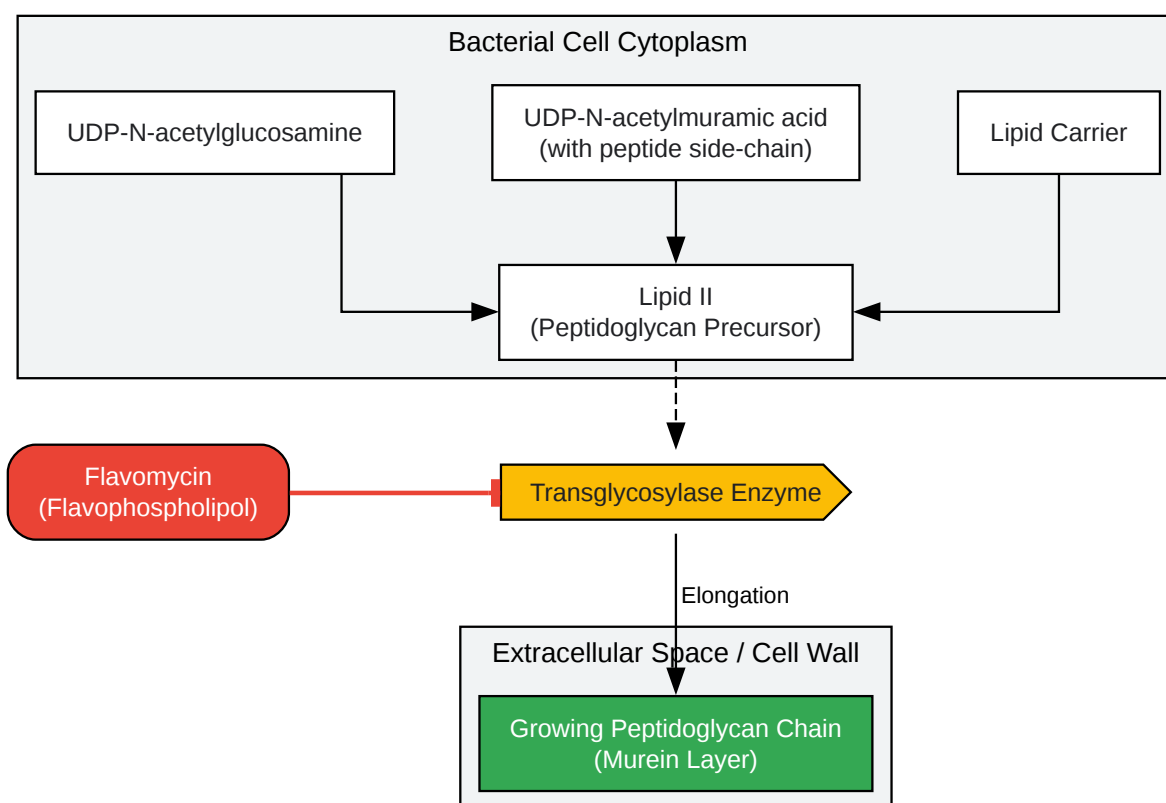 Bacterial Cell Cytoplasm
UDP-N-acetylglucosamine
UDP-N-acetylmuramic acid
(with peptide side-chain)
Lipid Carrier
Lipid II
(Peptidoglycan Precursor)
Flavomycin
(Flavophospholipol)
Transglycosylase Enzyme
Elongation
Extracellular Space / Cell Wall
Growing Peptidoglycan Chain
(Murein Layer)